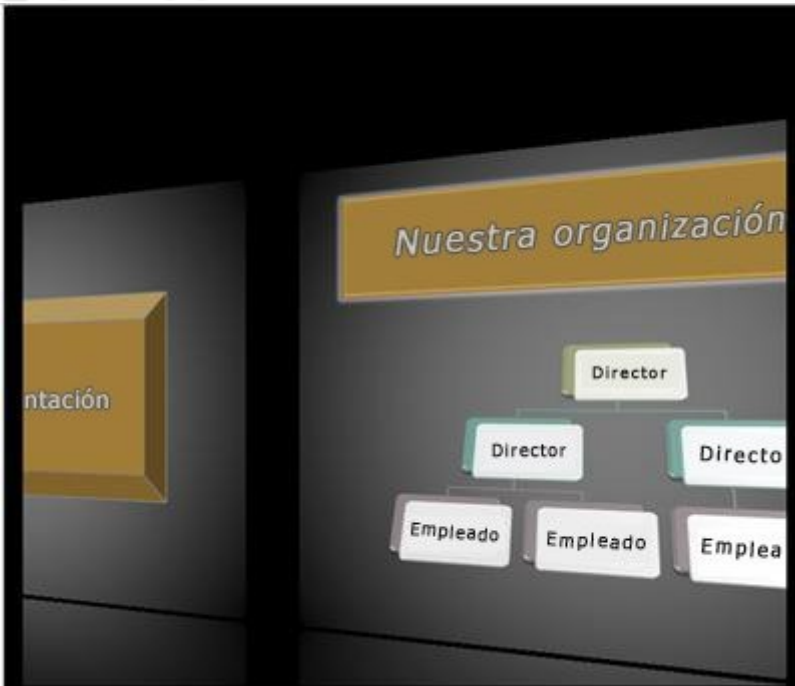 Nuestra organización
ntación
Director
Director
Directo
Empleado
Empleado
Emplea